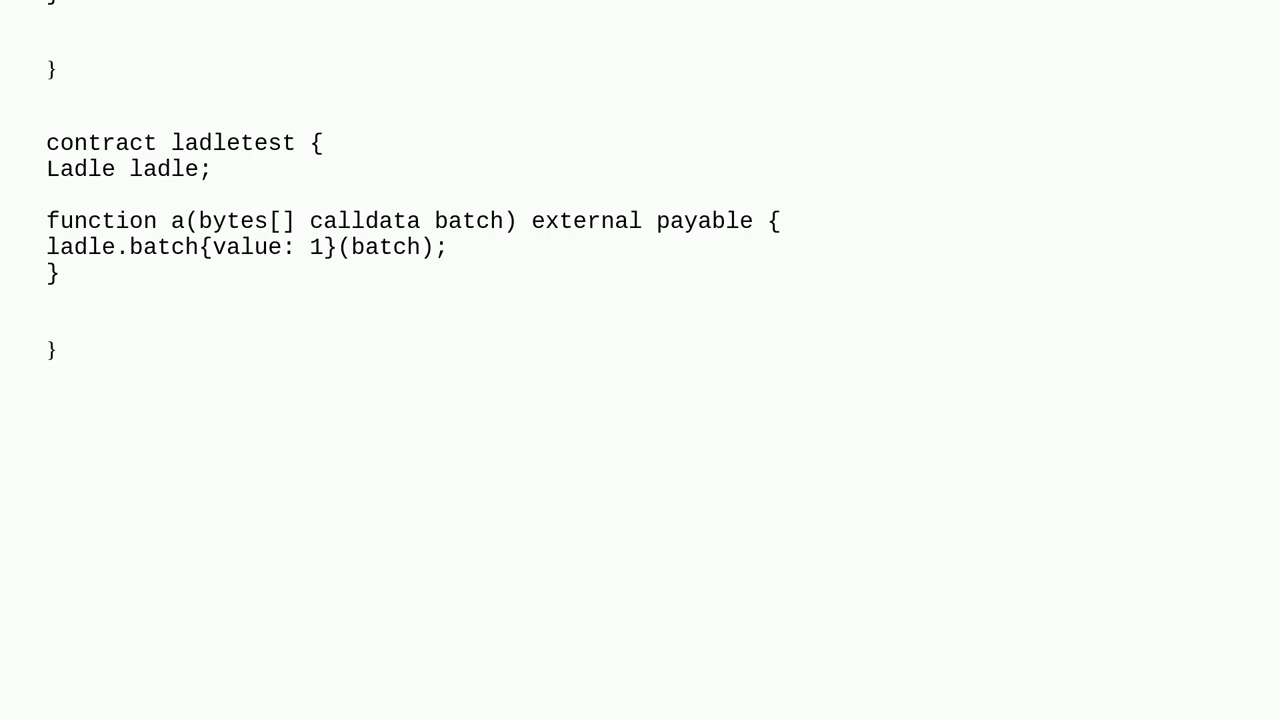 }
}
contract ladletest {
Ladle ladle;
function a(bytes[] calldata batch) external payable {
ladle.batch{value: 1}(batch);
}
}